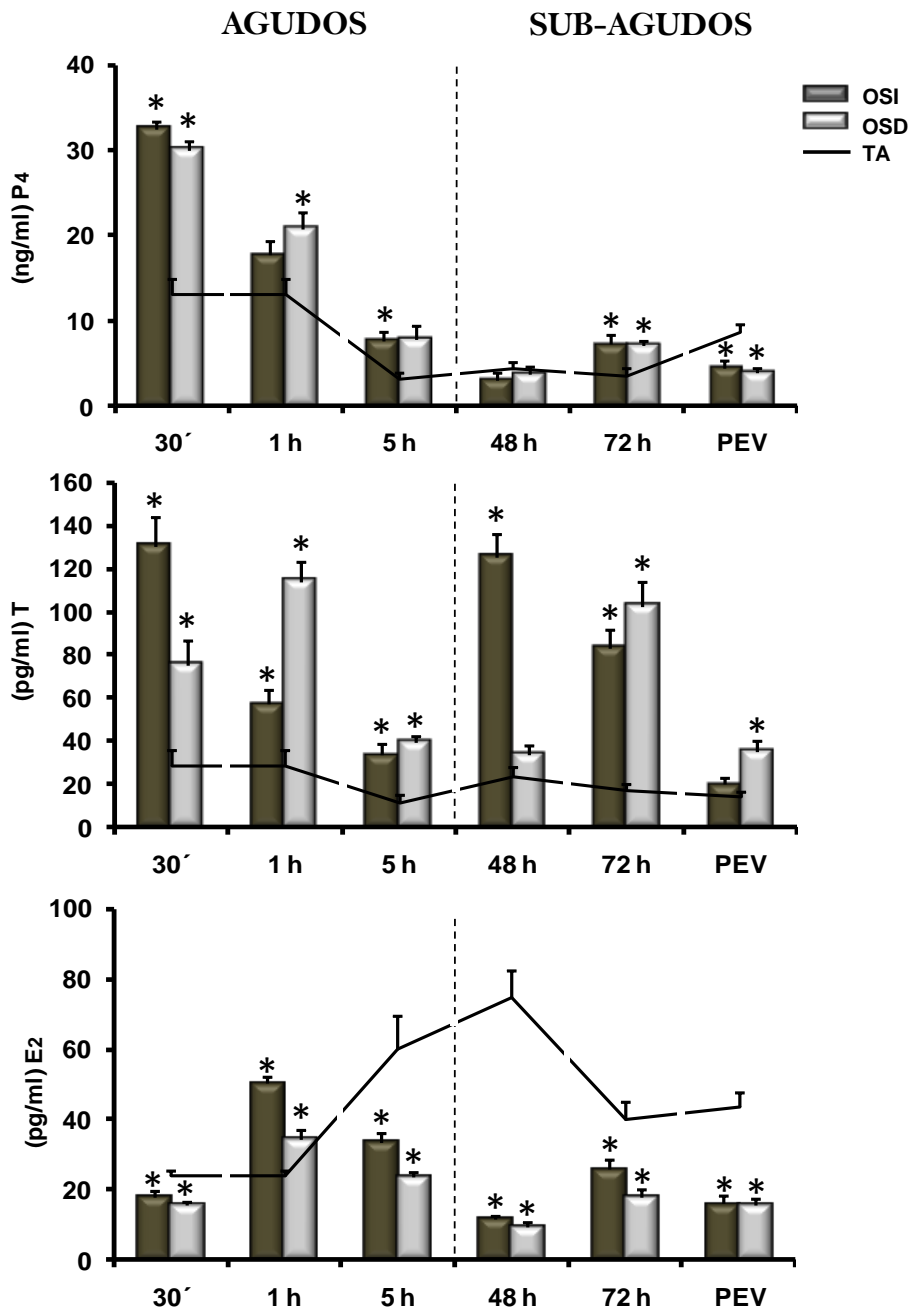 AGUDOS SUB-AGUDOS
(ng/ml) P4
40
30
20
10
0
* * * * * * * *
30´ 1 h 5 h 48 h 72 h PEV
OSI
OSD
TA
(pg/ml) T
160
140
120
100
80
60
40
20
0
* * * * * * * * * *
30´ 1 h 5 h 48 h 72 h PEV
(pg/ml) E2
100
80
60
40
20
0
* * * * * * * * * * * *
30´ 1 h 5 h 48 h 72 h PEV